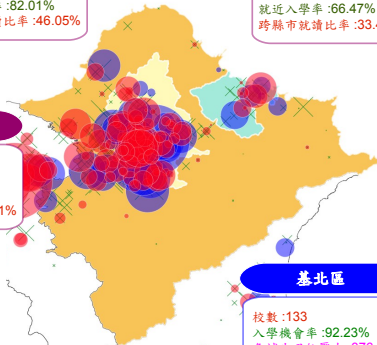 :82.01%
比率 :46.05%
就近入學率 :66.47%
跨縣市就讀比率 :33.4
1%
基北區
校數 :133
入學機會率 :92.23%